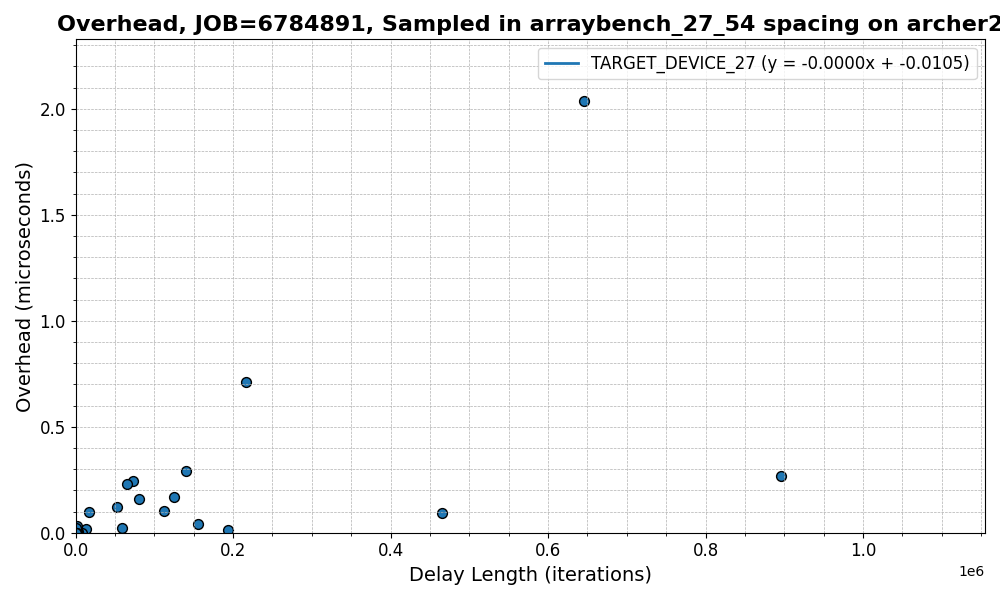 Overhead, JOB=6784891, Sampled in arraybench_27_54 spacing on archer2
TARGET_DEVICE_27 (y = -0.0000x + -0.0105)
Overhead (microseconds)
2.0
1.5
1.0
0.5
0.0
0.0 0.2 0.4 0.6 0.8 1.0
1e6
Delay Length (iterations)